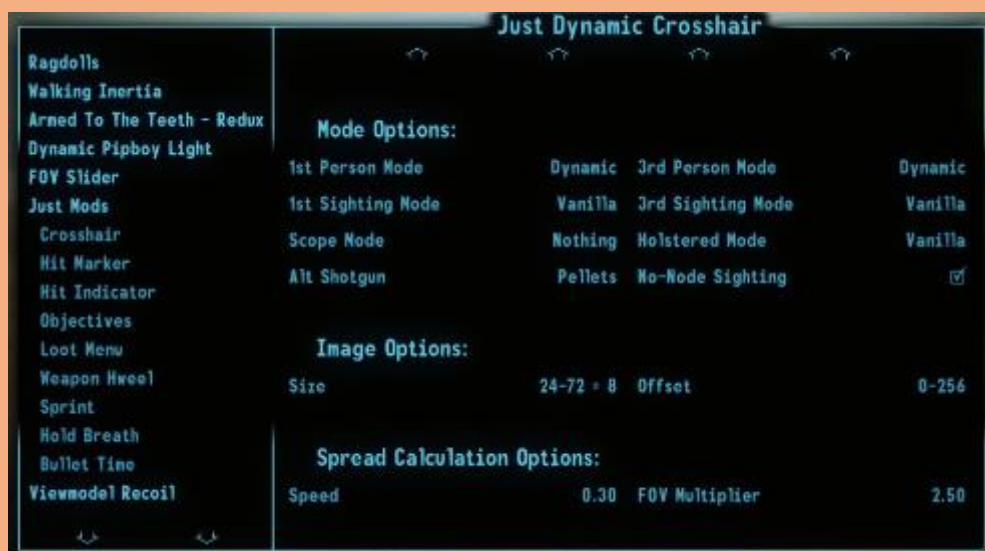 Just Dynamic Crosshair
Ragdolls
Walking Inertia
Armed To The Teeth - Redux
Dynamic Pipboy Light
FOV Slider
Just Mods
Crosshair
Hit Marker
Hit Indicator
Objectives
Loot Menu
Weapon Hweel
Sprint
Hold Breath
Bullet Time
Viewmodel Recoil
Mode Options:
1st Person Mode Dynamic 3rd Person Mode Dynamic
1st Sighting Mode Vanilla 3rd Sighting Mode Vanilla
Scope Mode Nothing Holstered Mode Vanilla
Alt Shotgun Pellets No-Node Sighting
Image Options:
Size 24-72 * 8 Offset 0-256
Spread Calculation Options:
Speed 0.30 FOV Multiplier 2.50